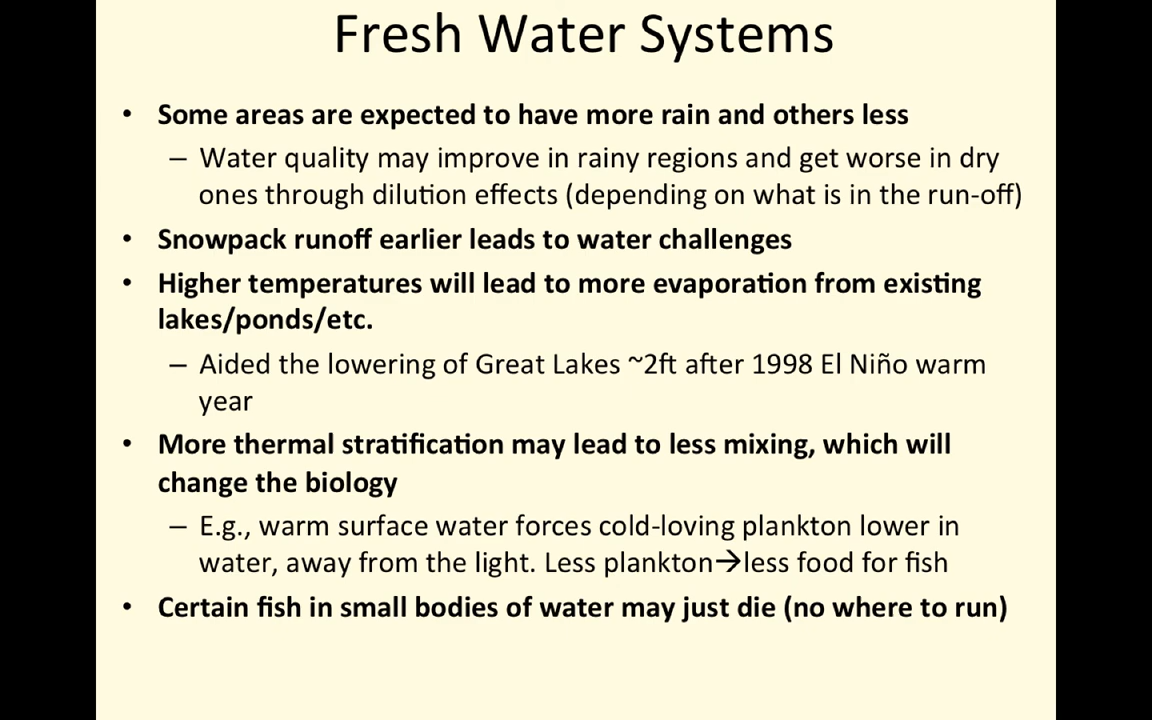 Fresh Water Systems
• Some areas are expected to have more rain and others less
– Water quality may improve in rainy regions and get worse in dry
ones through dilution effects (depending on what is in the run-off)
• Snowpack runoff earlier leads to water challenges
• Higher temperatures will lead to more evaporation from existing
lakes/ponds/etc.
– Aided the lowering of Great Lakes ~2ft after 1998 El Niño warm
year
• More thermal stratification may lead to less mixing, which will
change the biology
– E.g., warm surface water forces cold-loving plankton lower in
water, away from the light. Less plankton→less food for fish
• Certain fish in small bodies of water may just die (no where to run)